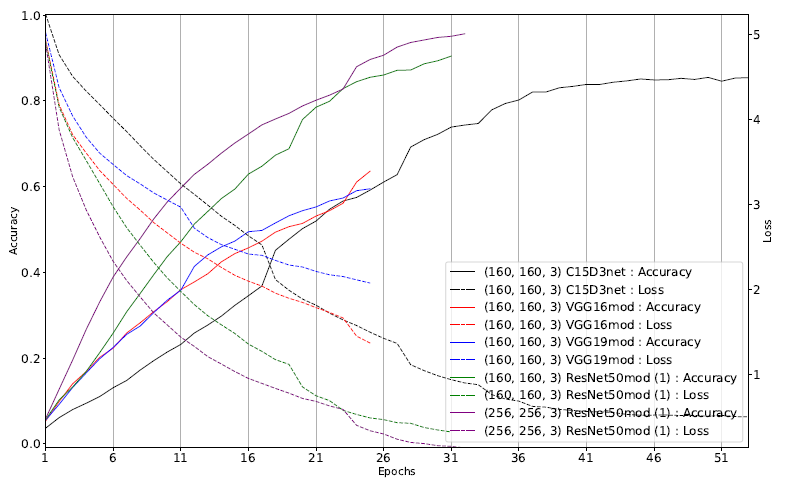 1.0
0.8
0.6
0.4
0.2
0.0
Accuracy
5
4
3
2
1
Loss
(160, 160, 3) C15D3net : Accuracy
(160, 160, 3) C15D3net : Loss
(160, 160, 3) VGG16mod : Accuracy
(160, 160, 3) VGG16mod : Loss
(160, 160, 3) VGG19mod : Accuracy
(160, 160, 3) VGG19mod : Loss
(160, 160, 3) ResNet50mod (1) : Accuracy
(160, 160, 3) ResNet50mod (1) : Loss
(256, 256, 3) ResNet50mod (1) : Accuracy
(256, 256, 3) ResNet50mod (1) : Loss
1 6 11 16 21 26 31 36 41 46 51
Epochs